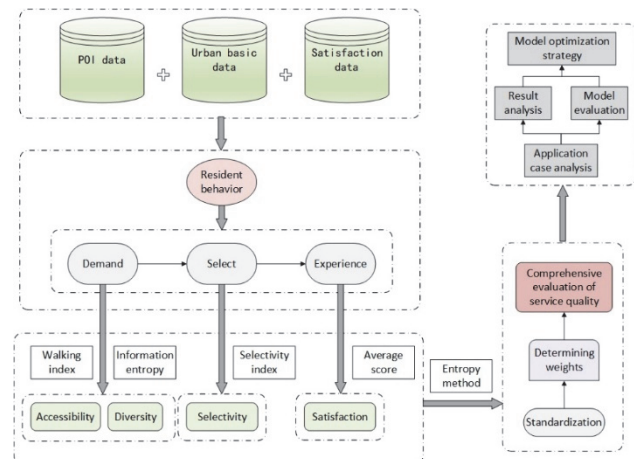 POI data
Urban basic
data
Satisfaction
data
Resident
behavior
Demand
Select
Experience
Walking
index
Information
entropy
Selectivity
index
Average
score
Accessibility
Diversity
Selectivity
Satisfaction
Entropy
method
Model optimization
strategy
Result
analysis
Model
evaluation
Application
case analysis
Comprehensive
evaluation of
service quality
Determining
weights
Standardization